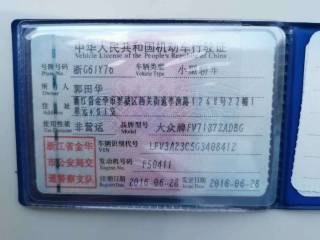 中华人民共和国机动车行驶证
Vehicle License of the People's Republic of China
号牌号码 浙G61Y76 车辆类型 小型轿车
Plate No. Vehicle Type
所有人 郭田华
住址
使用性质 非营运 品牌型号 大众牌FV7187ZADBG
浙江省金华 车辆识别代号 LFV3A23C5G3408412
市公安局交 发动机号码 F50411
通警察支队 注册日期 2016-06-28 发证日期 2016-06-28